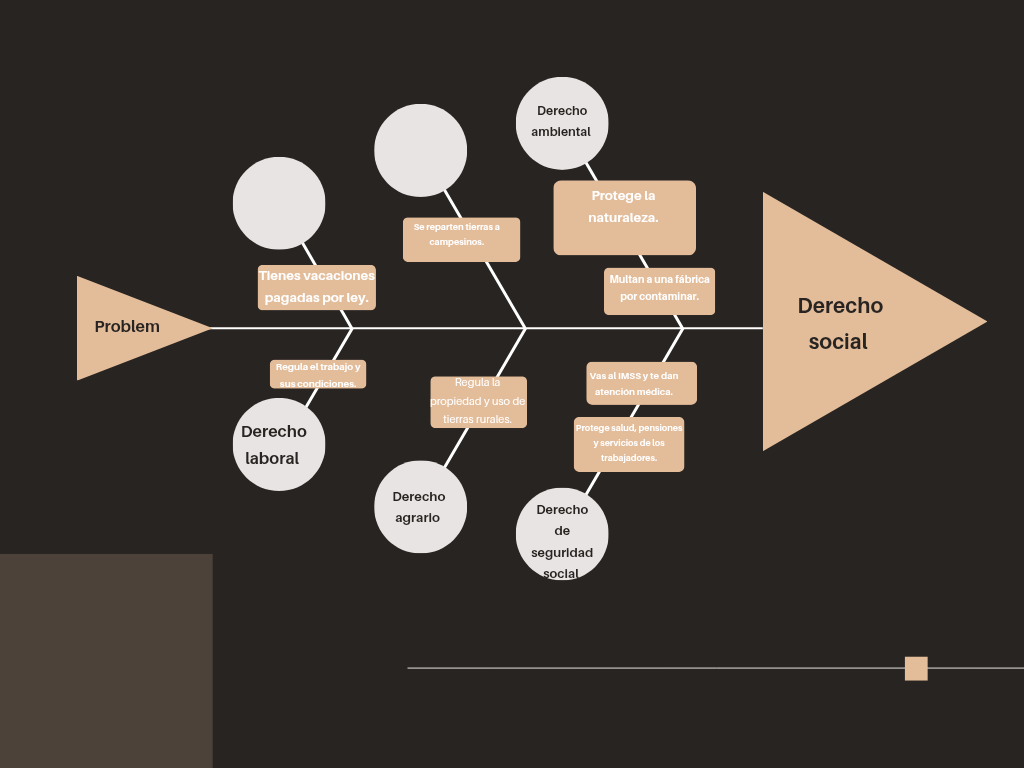 Derecho
ambiental
Protege la
naturaleza.
Se reparten tierras a
campesinos.
Tienes vacaciones
pagadas por ley.
Multan a una fábrica
por contaminar.
Problem
Derecho
social
Regula el trabajo y
sus condiciones.
Regula la
propiedad y uso de
tierras rurales.
Vas al IMSS y te dan
atención médica.
Protege salud, pensiones
y servicios de los
trabajadores.
Derecho
laboral
Derecho
agrario
Derecho
de
seguridad
social